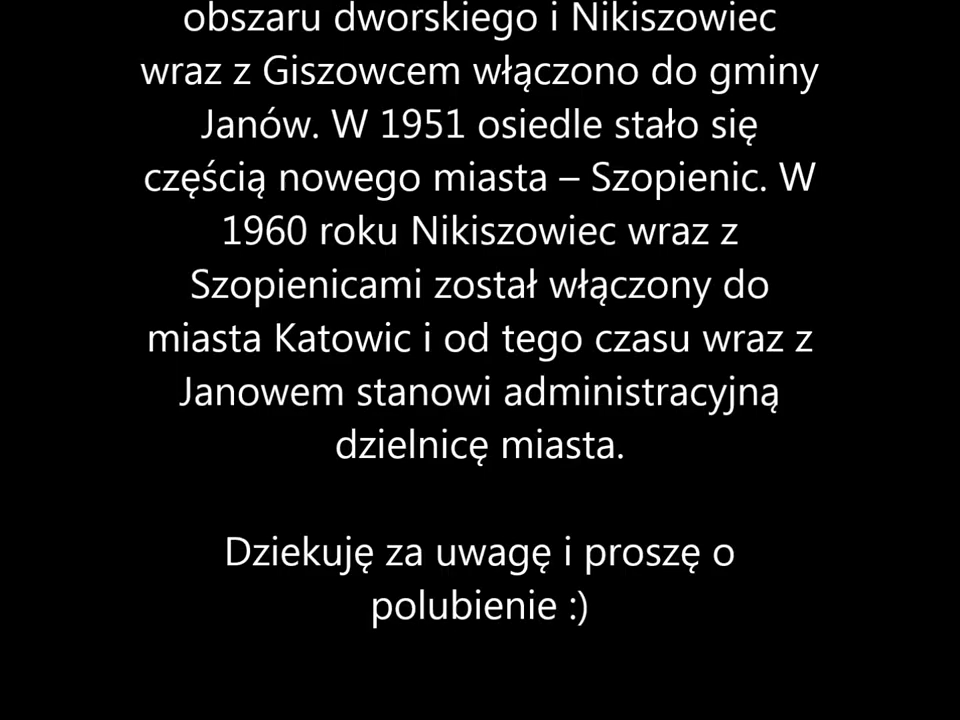 obszaru dworskiego i Nikiszowiec
wraz z Giszowcem włączono do gminy
Janów. W 1951 osiedle stało się
częścią nowego miasta – Szopienic. W
1960 roku Nikiszowiec wraz z
Szopienicami został włączony do
miasta Katowic i od tego czasu wraz z
Janowem stanowi administracyjną
dzielnicę miasta.
Dziekuję za uwagę i proszę o
polubienie :)